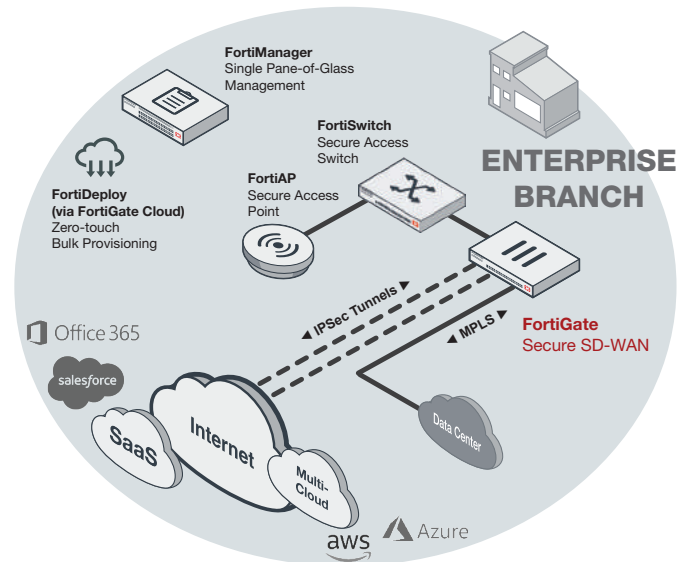 FortiManager
Single Pane-of-Glass
Management
FortiSwitch
Secure Access
Switch
ENTERPRISE
BRANCH
FortiAP
Secure Access
Point
FortiDeploy
(via FortiGate Cloud)
Zero-touch
Bulk Provisioning
IPSec Tunnels
MPLS
FortiGate
Secure SD-WAN
Office 365
salesforce
SaaS
Internet
Multi-
Cloud
Data Center
aws
Azure